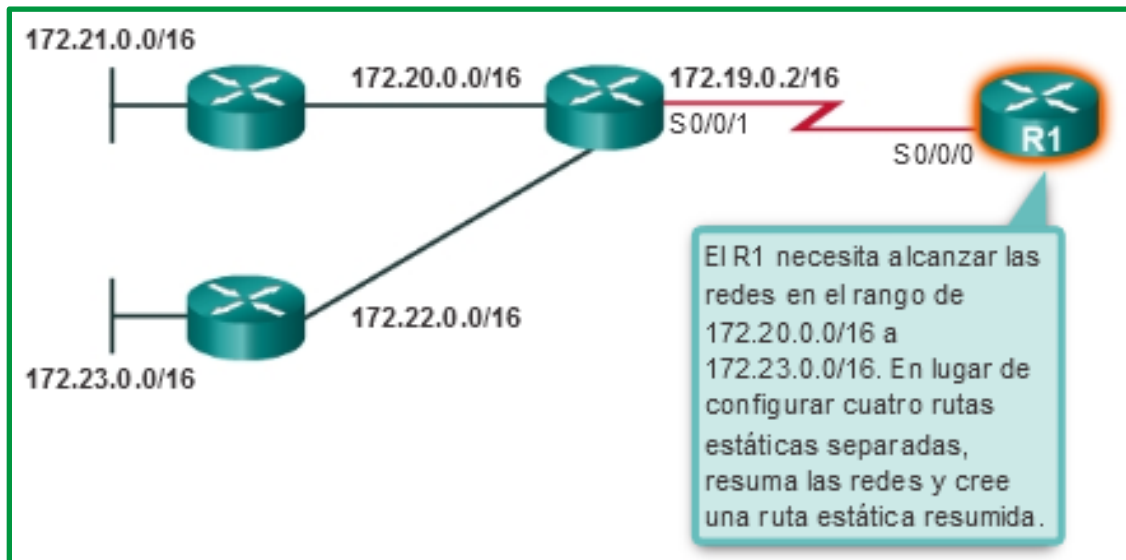 172.21.0.0/16
172.20.0.0/16
172.19.0.2/16
S0/0/1
S0/0/0
R1
172.22.0.0/16
172.23.0.0/16
El R1 necesita alcanzar las
redes en el rango de
172.20.0.0/16 a
172.23.0.0/16. En lugar de
configurar cuatro rutas
estáticas separadas,
resuma las redes y cree
una ruta estática resumida.